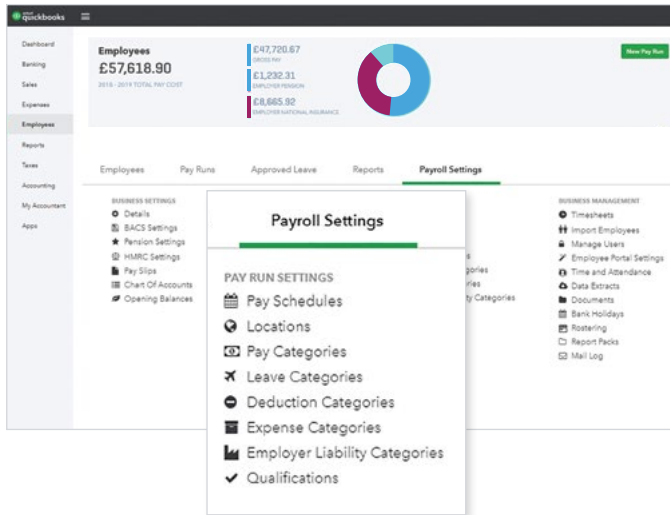 intuit
quickbooks
Dashboard
Banking
Sales
Expenses
Employees
Reports
Taxes
Accounting
My Accountant
Apps
Employees
£57,618.90
2018 - 2019 TOTAL PAY COST
£47,720.67
GROSS PAY
£1,232.31
EMPLOYER PENSION
£8,665.92
EMPLOYER NATIONAL INSURANCE
New Pay Run
Employees
Pay Runs
Approved Leave
Reports
Payroll Settings
BUSINESS SETTINGS
Details
BACS Settings
Pension Settings
HMRC Settings
Pay Slips
Chart Of Accounts
Opening Balances
Payroll Settings
PAY RUN SETTINGS
Pay Schedules
Locations
Pay Categories
Leave Categories
Deduction Categories
Expense Categories
Employer Liability Categories
Qualifications
s
gories
ries
ty Categories
BUSINESS MANAGEMENT
Timesheets
Import Employees
Manage Users
Employee Portal Settings
Time and Attendance
Data Extracts
Documents
Bank Holidays
Rostering
Report Packs
Mail Log